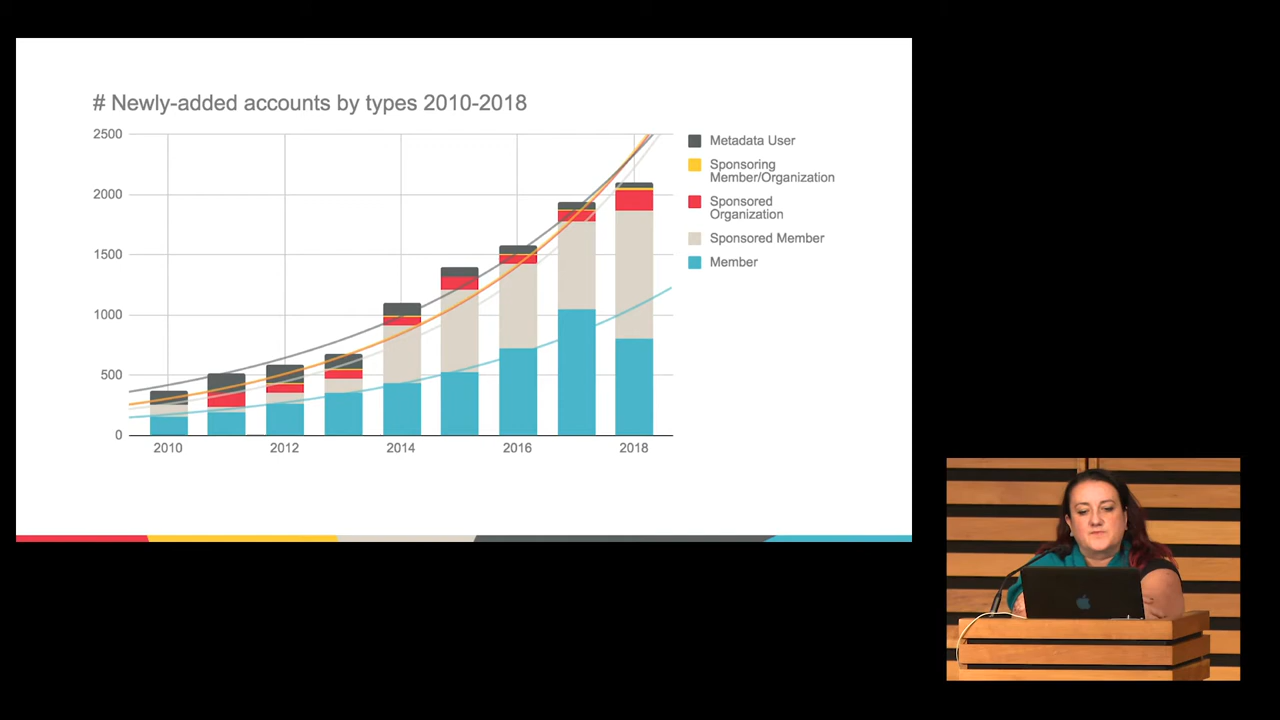 # Newly-added accounts by types 2010-2018
2500
2000
1500
1000
500
0
2010
2012
2014
2016
2018
Metadata User
Sponsoring
Member/Organization
Sponsored
Organization
Sponsored Member
Member